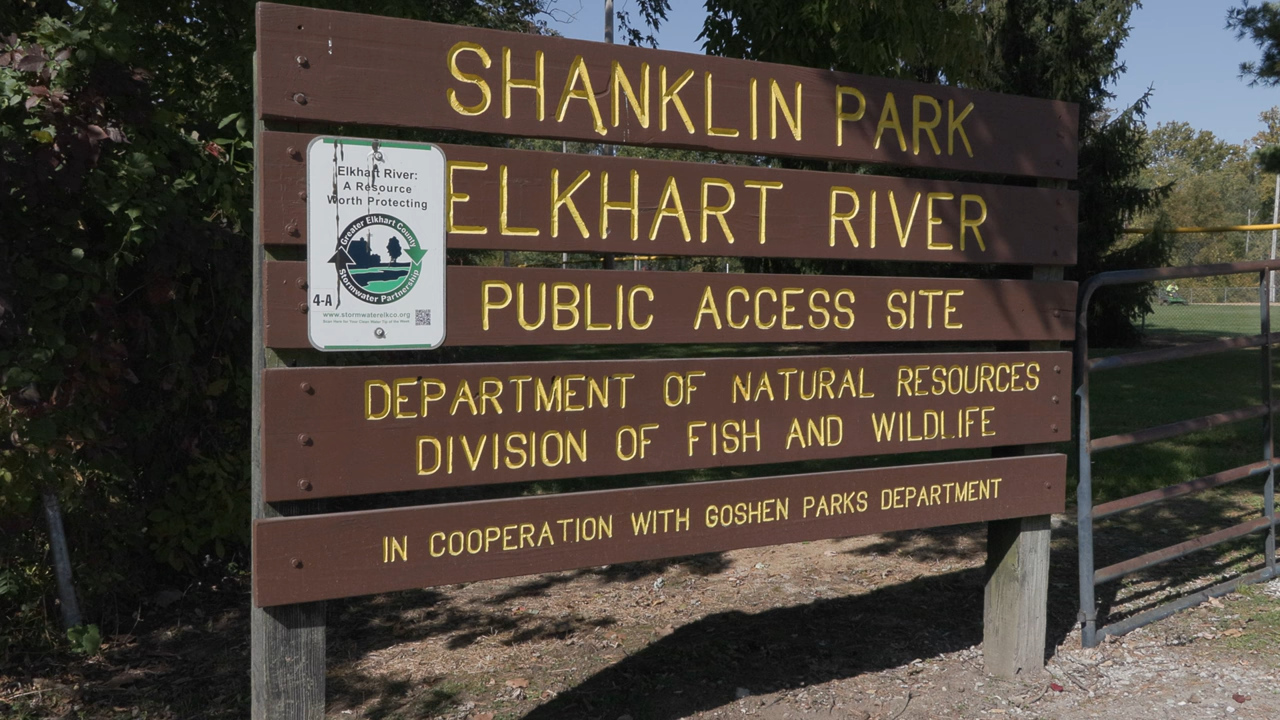 SHANKLIN PARK
ELKHART RIVER
PUBLIC ACCESS SITE
DEPARTMENT OF NATURAL RESOURCES
DIVISION OF FISH AND WILDLIFE
IN COOPERATION WITH GOSHEN PARKS DEPARTMENT
Elkhart River:
A Resource
Worth Protecting
Greater Elkhart County
Stormwater Partnership
4-A
www.stormwaterelkco.org